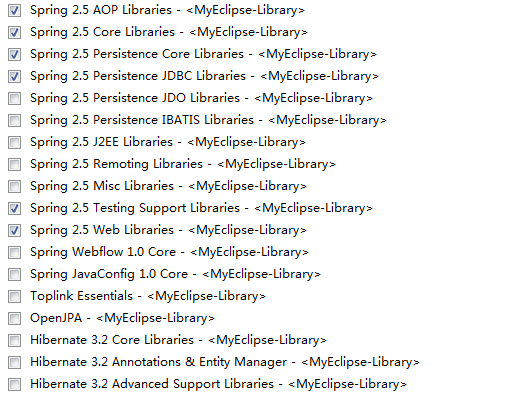 Spring 2.5 AOP Libraries - <MyEclipse-Library>
Spring 2.5 Core Libraries - <MyEclipse-Library>
Spring 2.5 Persistence Core Libraries - <MyEclipse-Library>
Spring 2.5 Persistence JDBC Libraries - <MyEclipse-Library>
Spring 2.5 Persistence JDO Libraries - <MyEclipse-Library>
Spring 2.5 Persistence IBATIS Libraries - <MyEclipse-Library>
Spring 2.5 J2EE Libraries - <MyEclipse-Library>
Spring 2.5 Remoting Libraries - <MyEclipse-Library>
Spring 2.5 Misc Libraries - <MyEclipse-Library>
Spring 2.5 Testing Support Libraries - <MyEclipse-Library>
Spring 2.5 Web Libraries - <MyEclipse-Library>
Spring Webflow 1.0 Core - <MyEclipse-Library>
Spring JavaConfig 1.0 Core - <MyEclipse-Library>
Toplink Essentials - <MyEclipse-Library>
OpenJPA - <MyEclipse-Library>
Hibernate 3.2 Core Libraries - <MyEclipse-Library>
Hibernate 3.2 Annotations & Entity Manager - <MyEclipse-Library>
Hibernate 3.2 Advanced Support Libraries - <MyEclipse-Library>